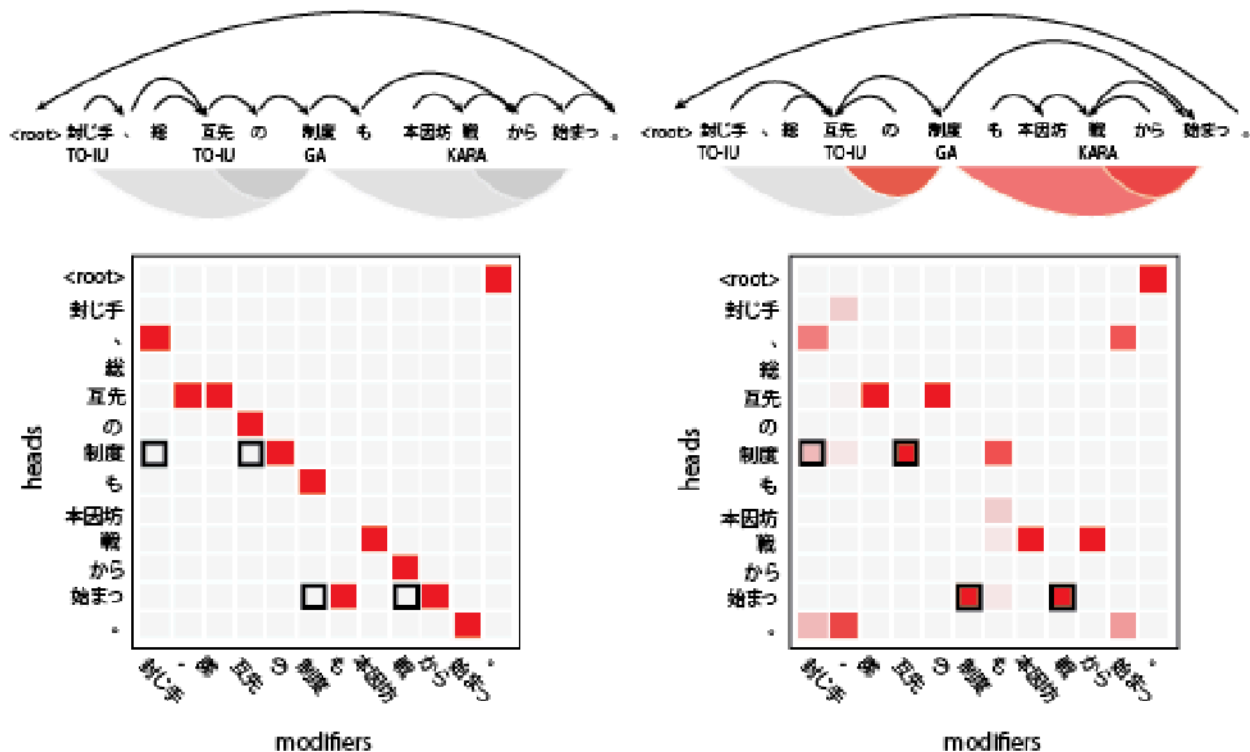 <root> 封じ手 、 総 互先 の 制度 も 本因坊 戦 から 始まっ 。
TO-IU TO-IU GA KARA
<root>
封じ手
、
総
互先
の
制度
も
本因坊
戦
から
始まっ
。
heads
封じ手 、 総 互先 の 制度 も 本因坊 戦 から 始まっ 。
modifiers
<root> 封じ手 、 総 互先 の 制度 も 本因坊 戦 から 始まっ 。
TO-IU TO-IU GA KARA
<root>
封じ手
、
総
互先
の
制度
も
本因坊
戦
から
始まっ
。
heads
封じ手 、 総 互先 の 制度 も 本因坊 戦 から 始まっ 。
modifiers